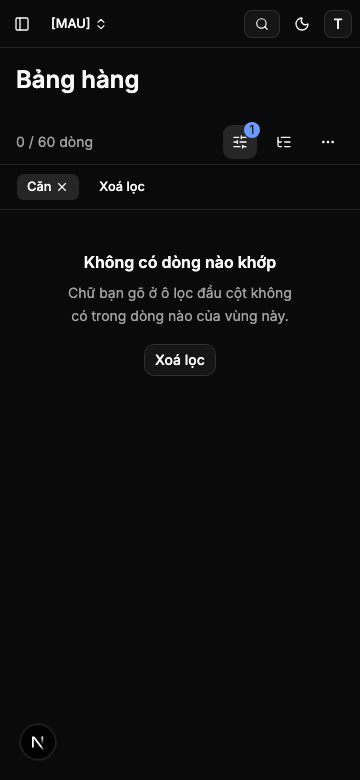 [MAU]
T
Bảng hàng
0 / 60 dòng
1
Căn
Xoá lọc
Không có dòng nào khớp
Chữ bạn gõ ở ô lọc đầu cột không
có trong dòng nào của vùng này.
Xoá lọc
N